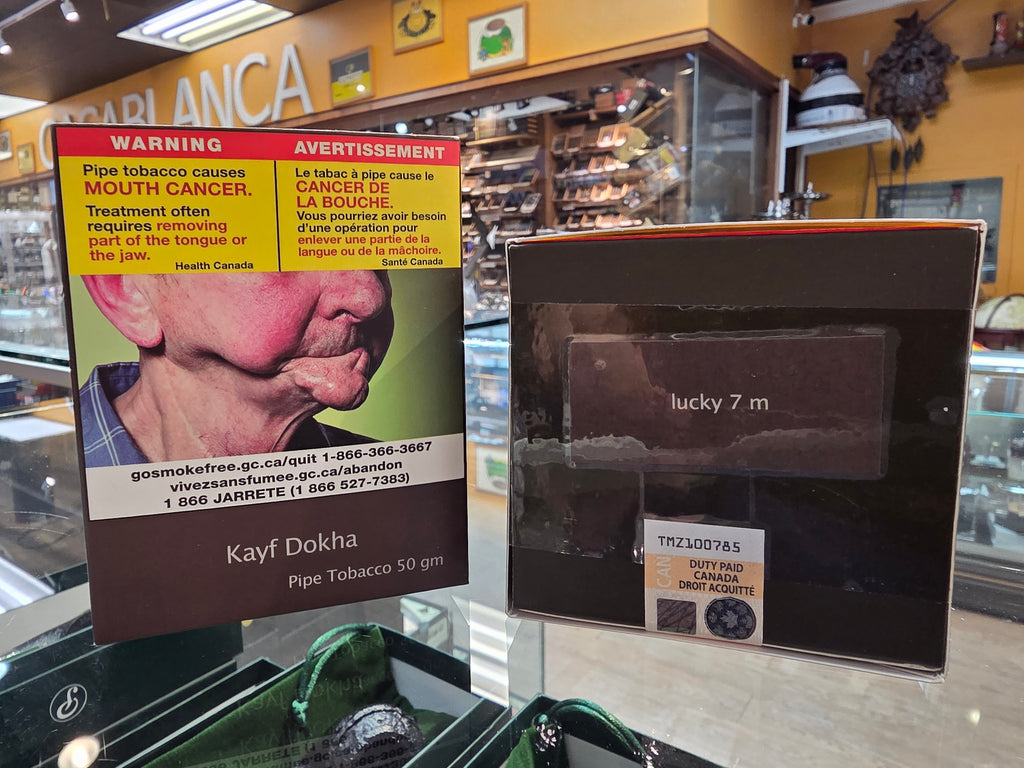 CASABLANCA
WARNING
Pipe tobacco causes
MOUTH CANCER.
Treatment often
requires removing
part of the tongue or
the jaw.
Health Canada
AVERTISSEMENT
Le tabac à pipe cause le
CANCER DE
LA BOUCHE.
Vous pourriez avoir besoin
d'une opération pour
enlever une partie de la
langue ou de la mâchoire.
Santé Canada
gosmokefree.gc.ca/quit 1-866-366-3667
vivezsansfumee.gc.ca/abandon
1 866 JARRETE (1 866 527-7383)
Kayf Dokha
Pipe Tobacco 50 gm
lucky 7 m
TMZ100785
CAN
DUTY PAID
CANADA
DROIT ACQUITTÉ